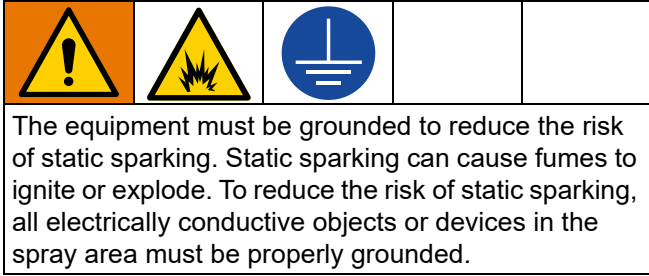 The equipment must be grounded to reduce the risk
of static sparking. Static sparking can cause fumes to
ignite or explode. To reduce the risk of static sparking,
all electrically conductive objects or devices in the
spray area must be properly grounded.